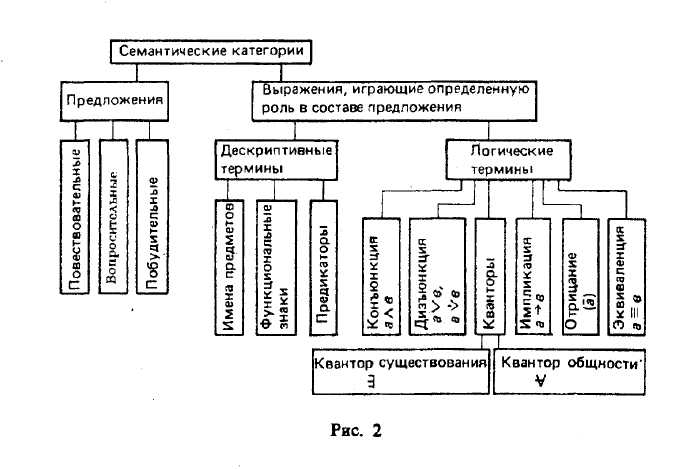 Семантические категории
Предложения
Выражения, играющие определенную
роль в составе предложения
Повествовательные
Вопросительные
Побудительные
Дескриптивные
термины
Логические
термины
Имена предметов
Функциональные
знаки
Предикаторы
Конъюнкция
a ∧ в
Дизъюнкция
a ∨ в,
a ∨̇ в
Кванторы
Импликация
a → в
Отрицание
(ā)
Эквиваленция
a ≡ в
Квантор существования
∃
Квантор общности
∀
Рис. 2